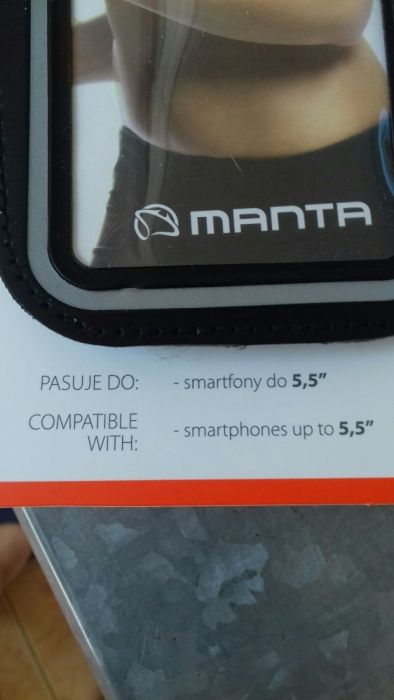 MANTA
PASUJE DO: - smartfony do 5,5”
COMPATIBLE
WITH: - smartphones up to 5,5”